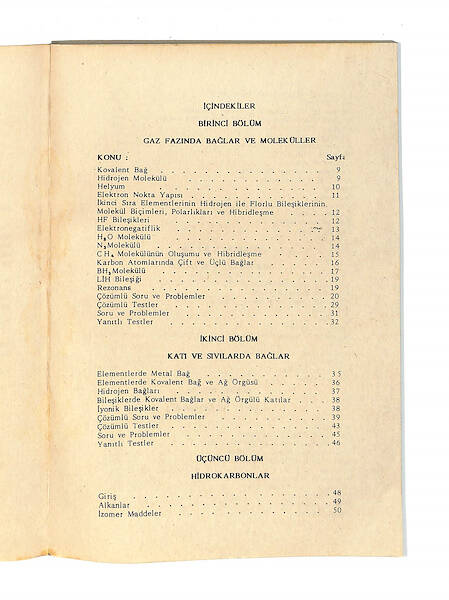 İÇİNDEKİLER
BİRİNCİ BÖLÜM
GAZ FAZINDA BAĞLAR VE MOLEKÜLLER
KONU : Sayfa
Kovalent Bağ . . . . . . . . . . 9
Hidrojen Molekülü . . . . . . . . . . 9
Helyum . . . . . . . . . . 10
Elektron Nokta Yapısı . . . . . . . . . . 11
İkinci Sıra Elementlerinin Hidrojen ile Florlu Bileşiklerinin
Molekül Biçimleri, Polarlıkları ve Hibridleşme . . . . 12
HF Bileşikleri . . . . . . . . . . 12
Elektronegatiflik . . . . . . . . . . 13
H₂O Molekülü . . . . . . . . . . 14
N₂Molekülü . . . . . . . . . . 14
CH₄ Molekülünün Oluşumu ve Hibridleşme . . . . . 15
Karbon Atomlarında Çift ve Üçlü Bağlar . . . . . . 16
BH₃Molekülü . . . . . . . . . . 17
LİH Bileşiği . . . . . . . . . . 19
Rezonans . . . . . . . . . . 19
Çözümlü Soru ve Problemler . . . . . . . . 20
Çözümlü Testler . . . . . . . . . . 29
Soru ve Problemler . . . . . . . . . . 31
Yanıtlı Testler . . . . . . . . . . 32
İKİNCİ BÖLÜM
KATI VE SIVILARDA BAĞLAR
Elementlerde Metal Bağ . . . . . . . . . . 35
Elementlerde Kovalent Bağ ve Ağ Örgüsü . . . . . . 36
Hidrojen Bağları . . . . . . . . . . 37
Bileşiklerde Kovalent Bağlar ve Ağ Örgülü Katılar . . . 38
İyonik Bileşikler . . . . . . . . . . 38
Çözümlü Soru ve Problemler . . . . . . . . 39
Çözümlü Testler . . . . . . . . . . 43
Soru ve Problemler . . . . . . . . . . 45
Yanıtlı Testler . . . . . . . . . . 46
ÜÇÜNCÜ BÖLÜM
HİDROKARBONLAR
Giriş . . . . . . . . . . 48
Alkanlar . . . . . . . . . . 49
İzomer Maddeler . . . . . . . . . . 50